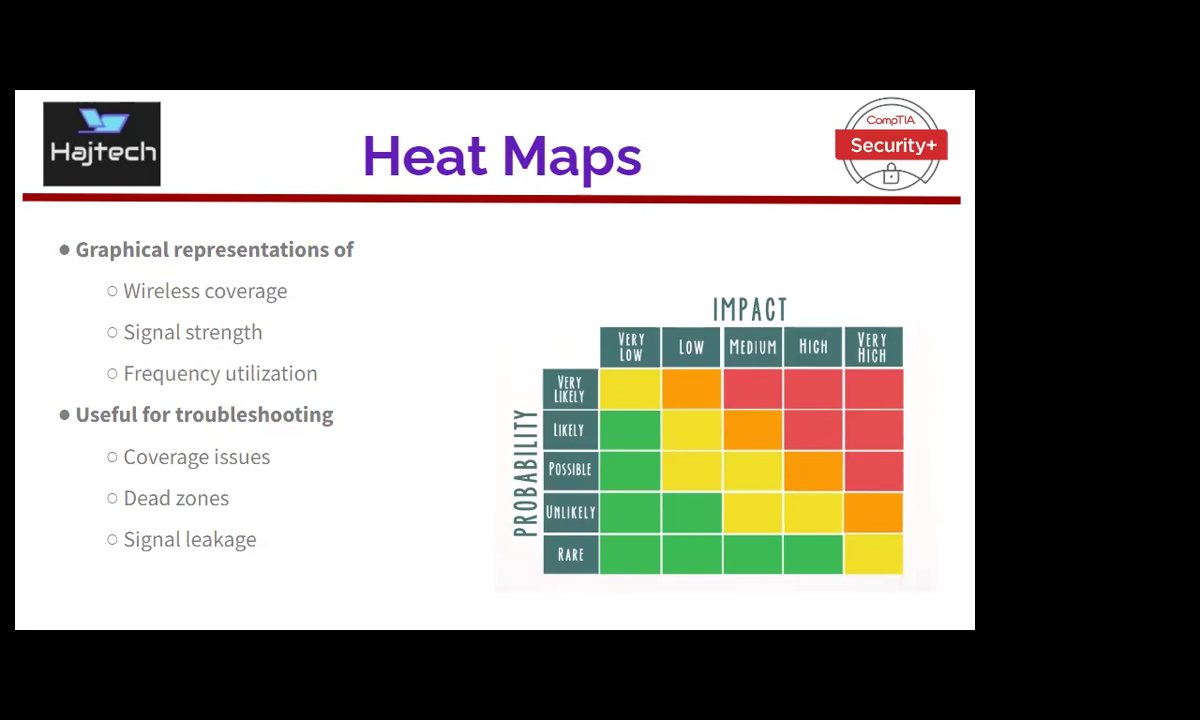 Hajtech
Heat Maps
CompTIA
Security+
● Graphical representations of
○ Wireless coverage
○ Signal strength
○ Frequency utilization
● Useful for troubleshooting
○ Coverage issues
○ Dead zones
○ Signal leakage
IMPACT
VERY LOW
LOW
MEDIUM
HIGH
VERY HIGH
PROBABILITY
VERY LIKELY
LIKELY
POSSIBLE
UNLIKELY
RARE